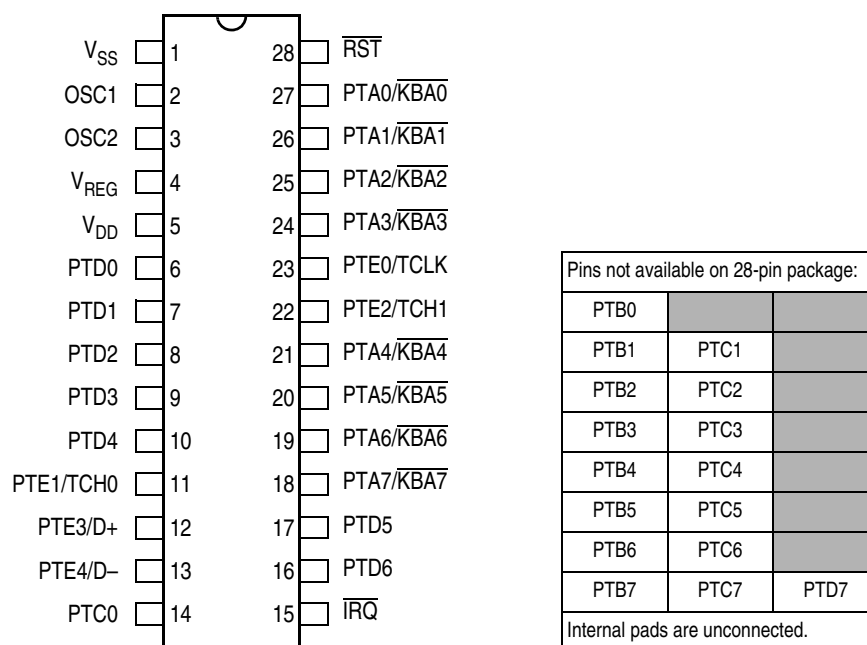 VSS 1 28 RST
OSC1 2 27 PTA0/KBA0
OSC2 3 26 PTA1/KBA1
VREG 4 25 PTA2/KBA2
VDD 5 24 PTA3/KBA3
PTD0 6 23 PTE0/TCLK
PTD1 7 22 PTE2/TCH1
PTD2 8 21 PTA4/KBA4
PTD3 9 20 PTA5/KBA5
PTD4 10 19 PTA6/KBA6
PTE1/TCH0 11 18 PTA7/KBA7
PTE3/D+ 12 17 PTD5
PTE4/D– 13 16 PTD6
PTC0 14 15 IRQ
Pins not available on 28-pin package:
PTB0
PTB1 PTC1
PTB2 PTC2
PTB3 PTC3
PTB4 PTC4
PTB5 PTC5
PTB6 PTC6
PTB7 PTC7 PTD7
Internal pads are unconnected.